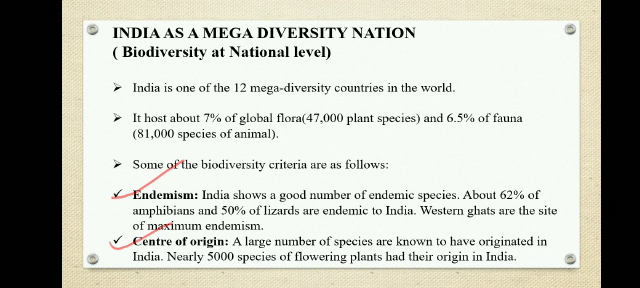 INDIA AS A MEGA DIVERSITY NATION
( Biodiversity at National level)
➢ India is one of the 12 mega-diversity countries in the world.
➢ It host about 7% of global flora(47,000 plant species) and 6.5% of fauna
(81,000 species of animal).
➢ Some of the biodiversity criteria are as follows:
✓ Endemism: India shows a good number of endemic species. About 62% of
amphibians and 50% of lizards are endemic to India. Western ghats are the site
of maximum endemism.
✓ Centre of origin: A large number of species are known to have originated in
India. Nearly 5000 species of flowering plants had their origin in India.